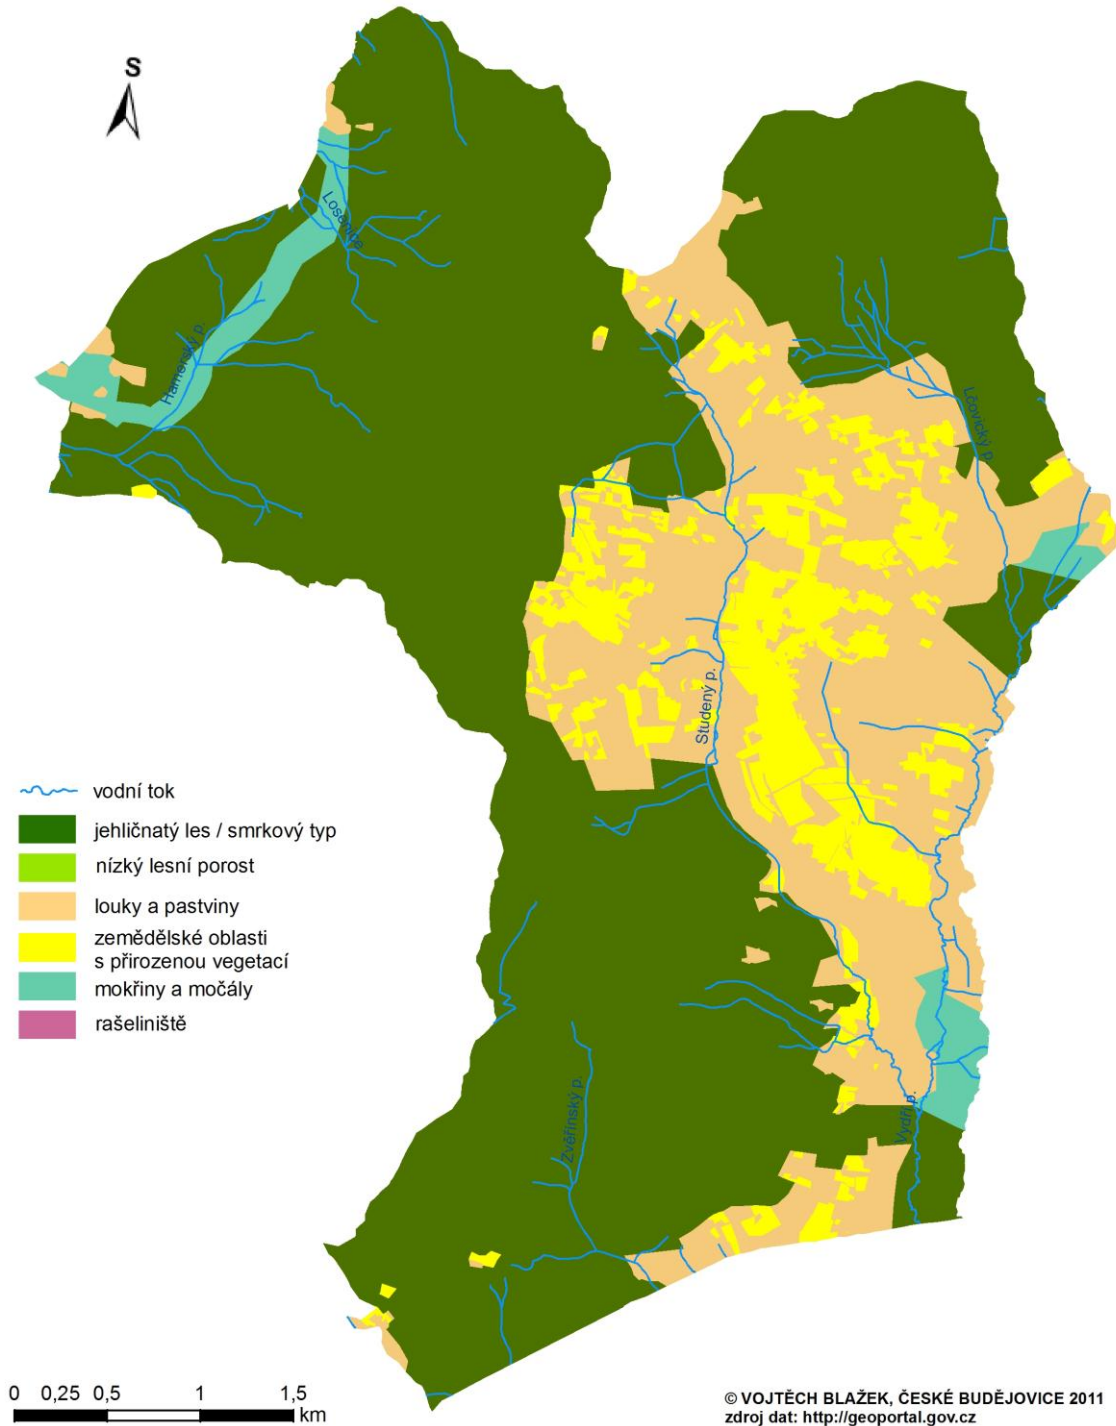 S
Losenice
Hamerský p.
Lčovický p.
Studený p.
vodní tok
jehličnatý les / smrkový typ
nízký lesní porost
louky a pastviny
zemědělské oblasti
s přirozenou vegetací
mokřiny a močály
rašeliniště
Zvěřínský p.
Vydří p.
0 0,25 0,5 1 1,5
km
© VOJTĚCH BLAŽEK, ČESKÉ BUDĚJOVICE 2011
zdroj dat: http://geoportal.gov.cz